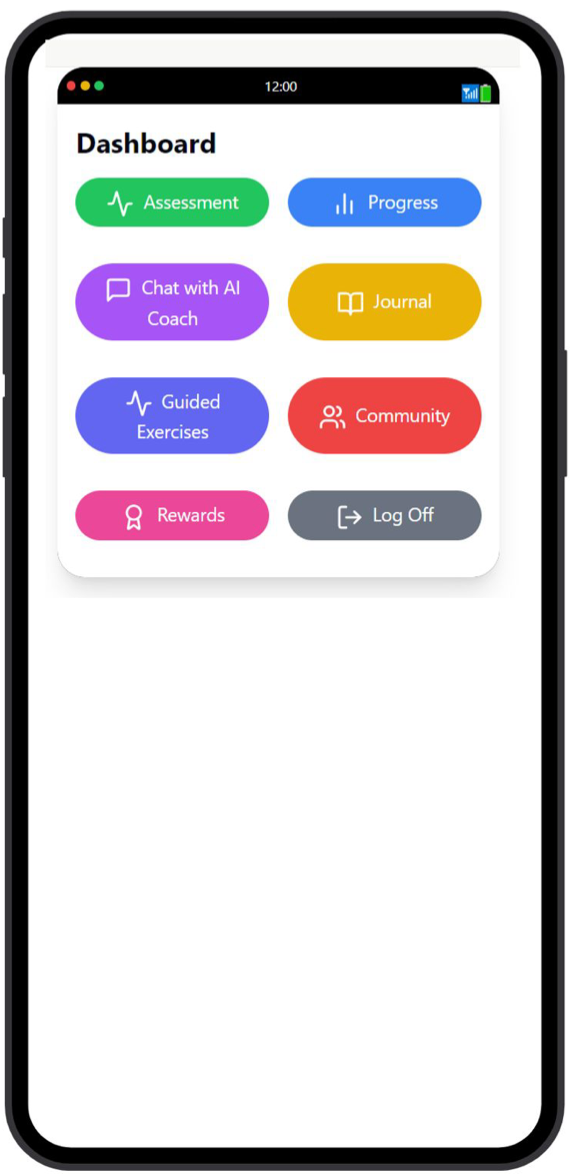 12:00
Dashboard
Assessment
Progress
Chat with AI
Coach
Journal
Guided
Exercises
Community
Rewards
Log Off